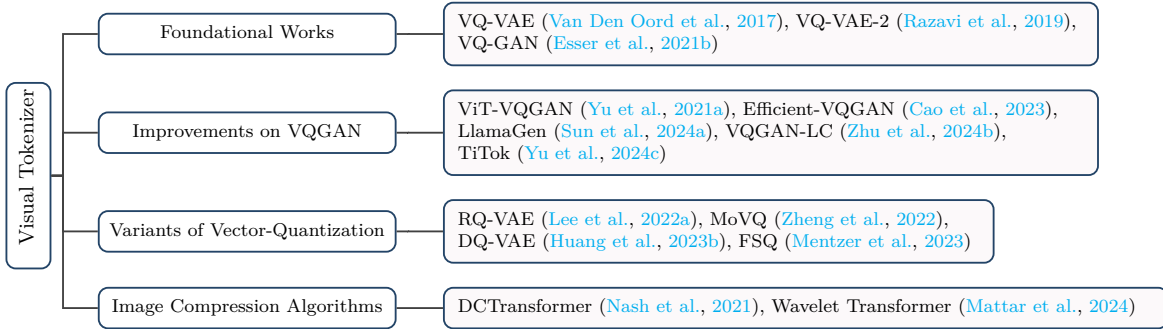 Visual Tokenizer
Foundational Works
VQ-VAE (Van Den Oord et al., 2017), VQ-VAE-2 (Razavi et al., 2019),
VQ-GAN (Esser et al., 2021b)
Improvements on VQGAN
ViT-VQGAN (Yu et al., 2021a), Efficient-VQGAN (Cao et al., 2023),
LlamaGen (Sun et al., 2024a), VQGAN-LC (Zhu et al., 2024b),
TiTok (Yu et al., 2024c)
Variants of Vector-Quantization
RQ-VAE (Lee et al., 2022a), MoVQ (Zheng et al., 2022),
DQ-VAE (Huang et al., 2023b), FSQ (Mentzer et al., 2023)
Image Compression Algorithms
DCTransformer (Nash et al., 2021), Wavelet Transformer (Mattar et al., 2024)